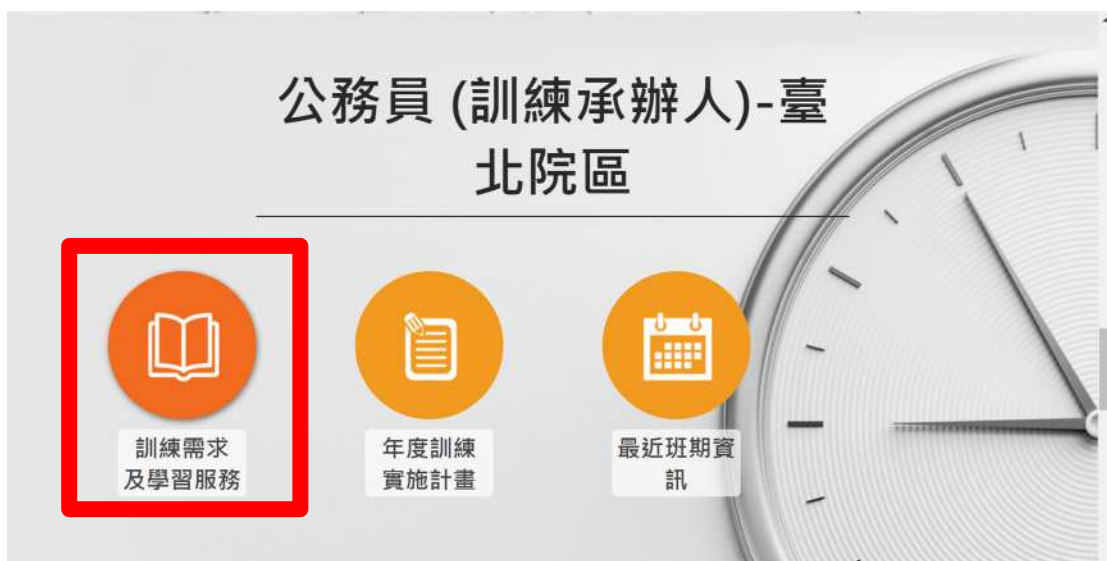 公務員 (訓練承辦人)-臺
北院區
訓練需求
及學習服務
年度訓練
實施計畫
最近班期資
訊